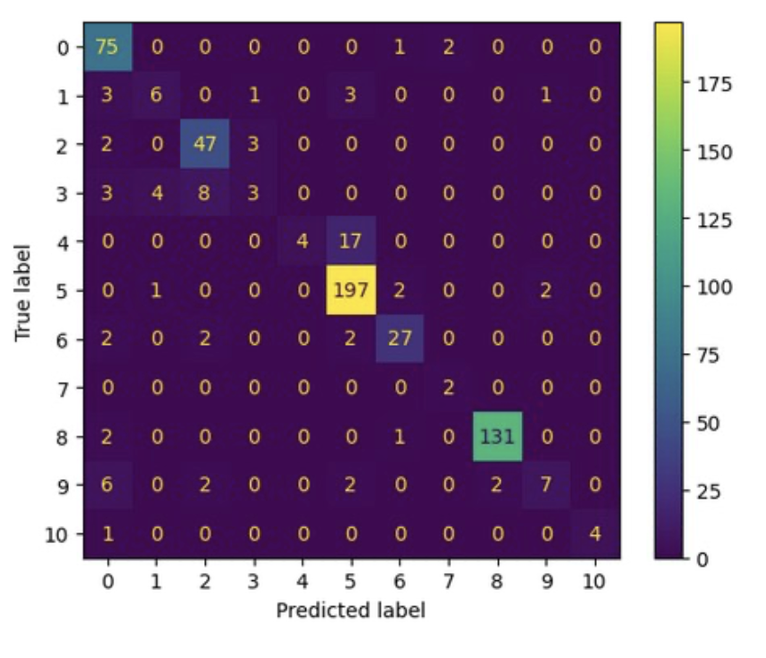 0 75 0 0 0 0 0 1 2 0 0 0
1 3 6 0 1 0 3 0 0 0 1 0
2 2 0 47 3 0 0 0 0 0 0 0
3 3 4 8 3 0 0 0 0 0 0 0
4 0 0 0 0 4 17 0 0 0 0 0
5 0 1 0 0 0 197 2 0 0 2 0
6 2 0 2 0 0 2 27 0 0 0 0
7 0 0 0 0 0 0 0 2 0 0 0
8 2 0 0 0 0 0 1 0 131 0 0
9 6 0 2 0 0 2 0 0 2 7 0
10 1 0 0 0 0 0 0 0 0 0 4
0 1 2 3 4 5 6 7 8 9 10
Predicted label
True label
175
150
125
100
75
50
25
0